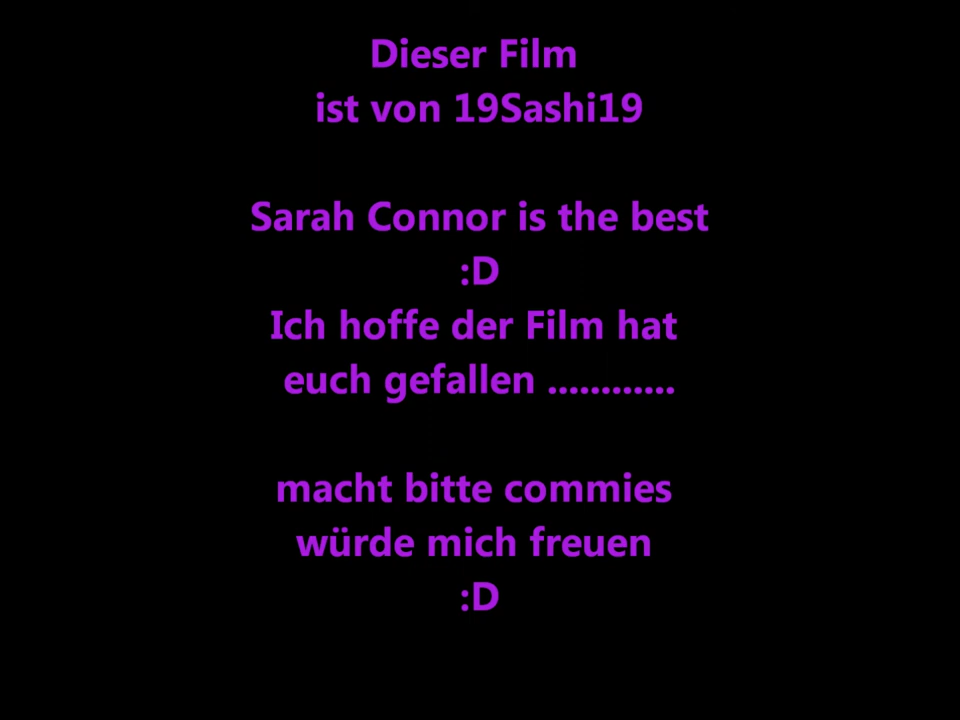 Dieser Film
ist von 19Sashi19
Sarah Connor is the best
:D
Ich hoffe der Film hat
euch gefallen ............
macht bitte commies
würde mich freuen
:D